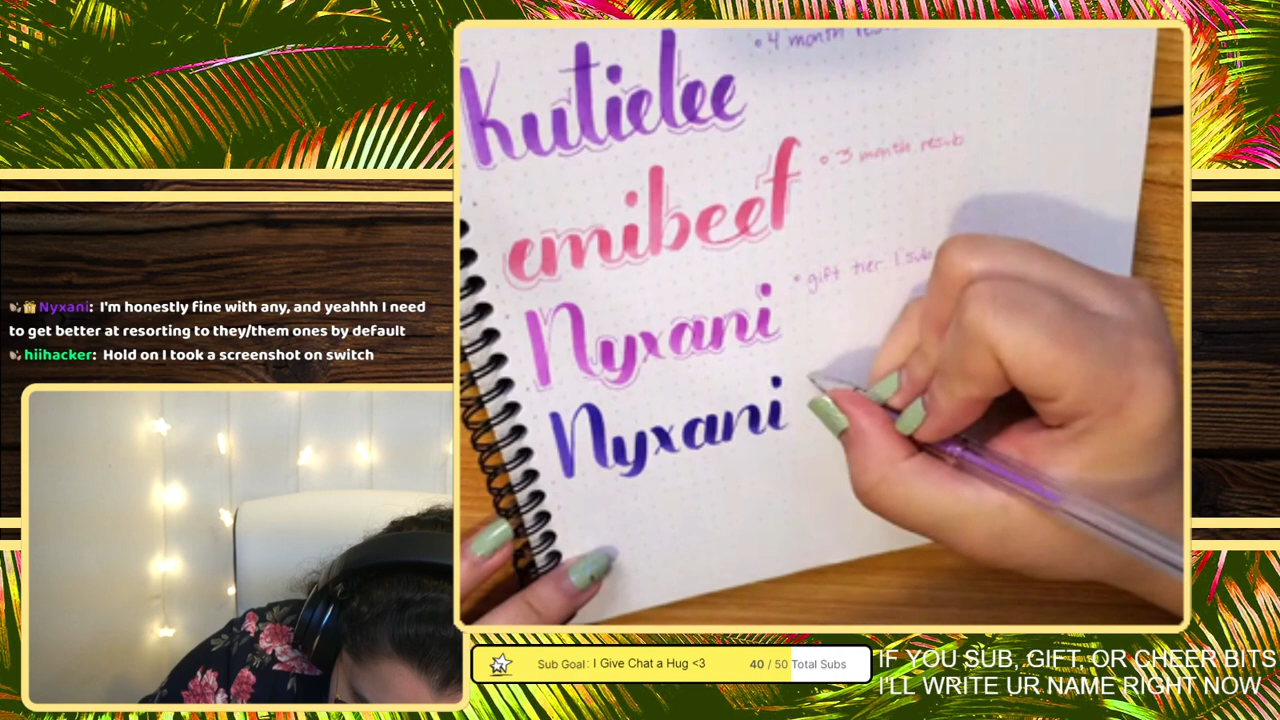 • 4 month resub
Kutielee
emibeef
• 3 month resub
• gift tier 1 sub
Nyxani
Nyxani
Nyxani: I'm honestly fine with any, and yeahhh I need
to get better at resorting to they/them ones by default
hiihacker: Hold on I took a screenshot on switch
Sub Goal: I Give Chat a Hug <3 40 / 50 Total Subs
IF YOU SUB, GIFT, OR CHEER BITS
I'LL WRITE UR NAME RIGHT NOW